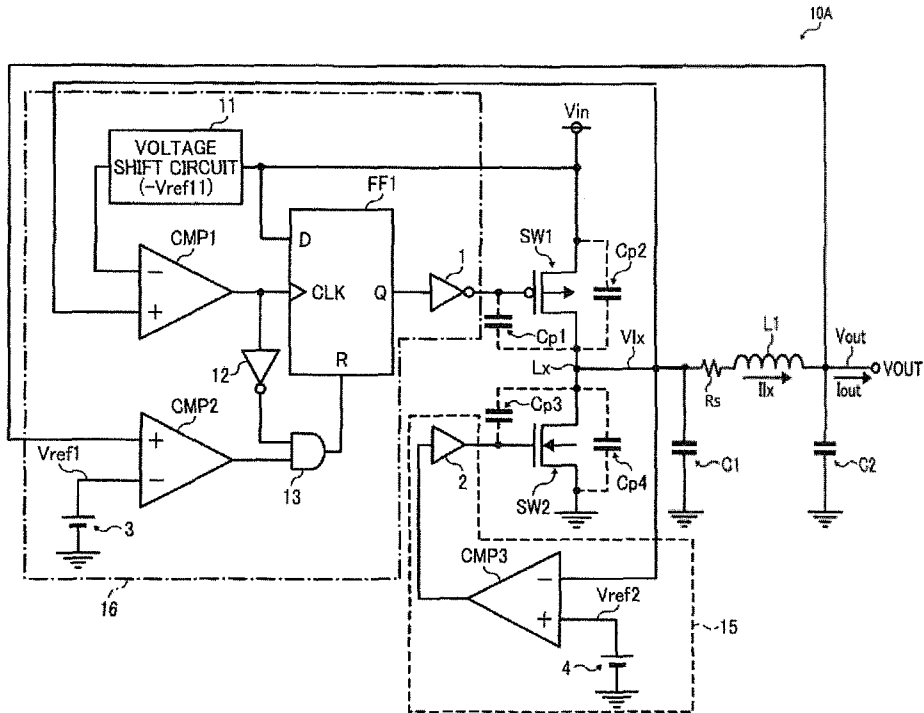 10A
11
VOLTAGE
SHIFT CIRCUIT
(-Vref11)
Vin
FF1
CMP1
D
SW1
Cp2
−
+
CLK
Q
1
Cp1
L1
Vout
VIx
VOUT
Lx
12
R
Rs
IIx
Iout
CMP2
Cp3
+
−
Vref1
13
2
Cp4
C1
C2
SW2
3
CMP3
−
16
Vref2
+
15
4